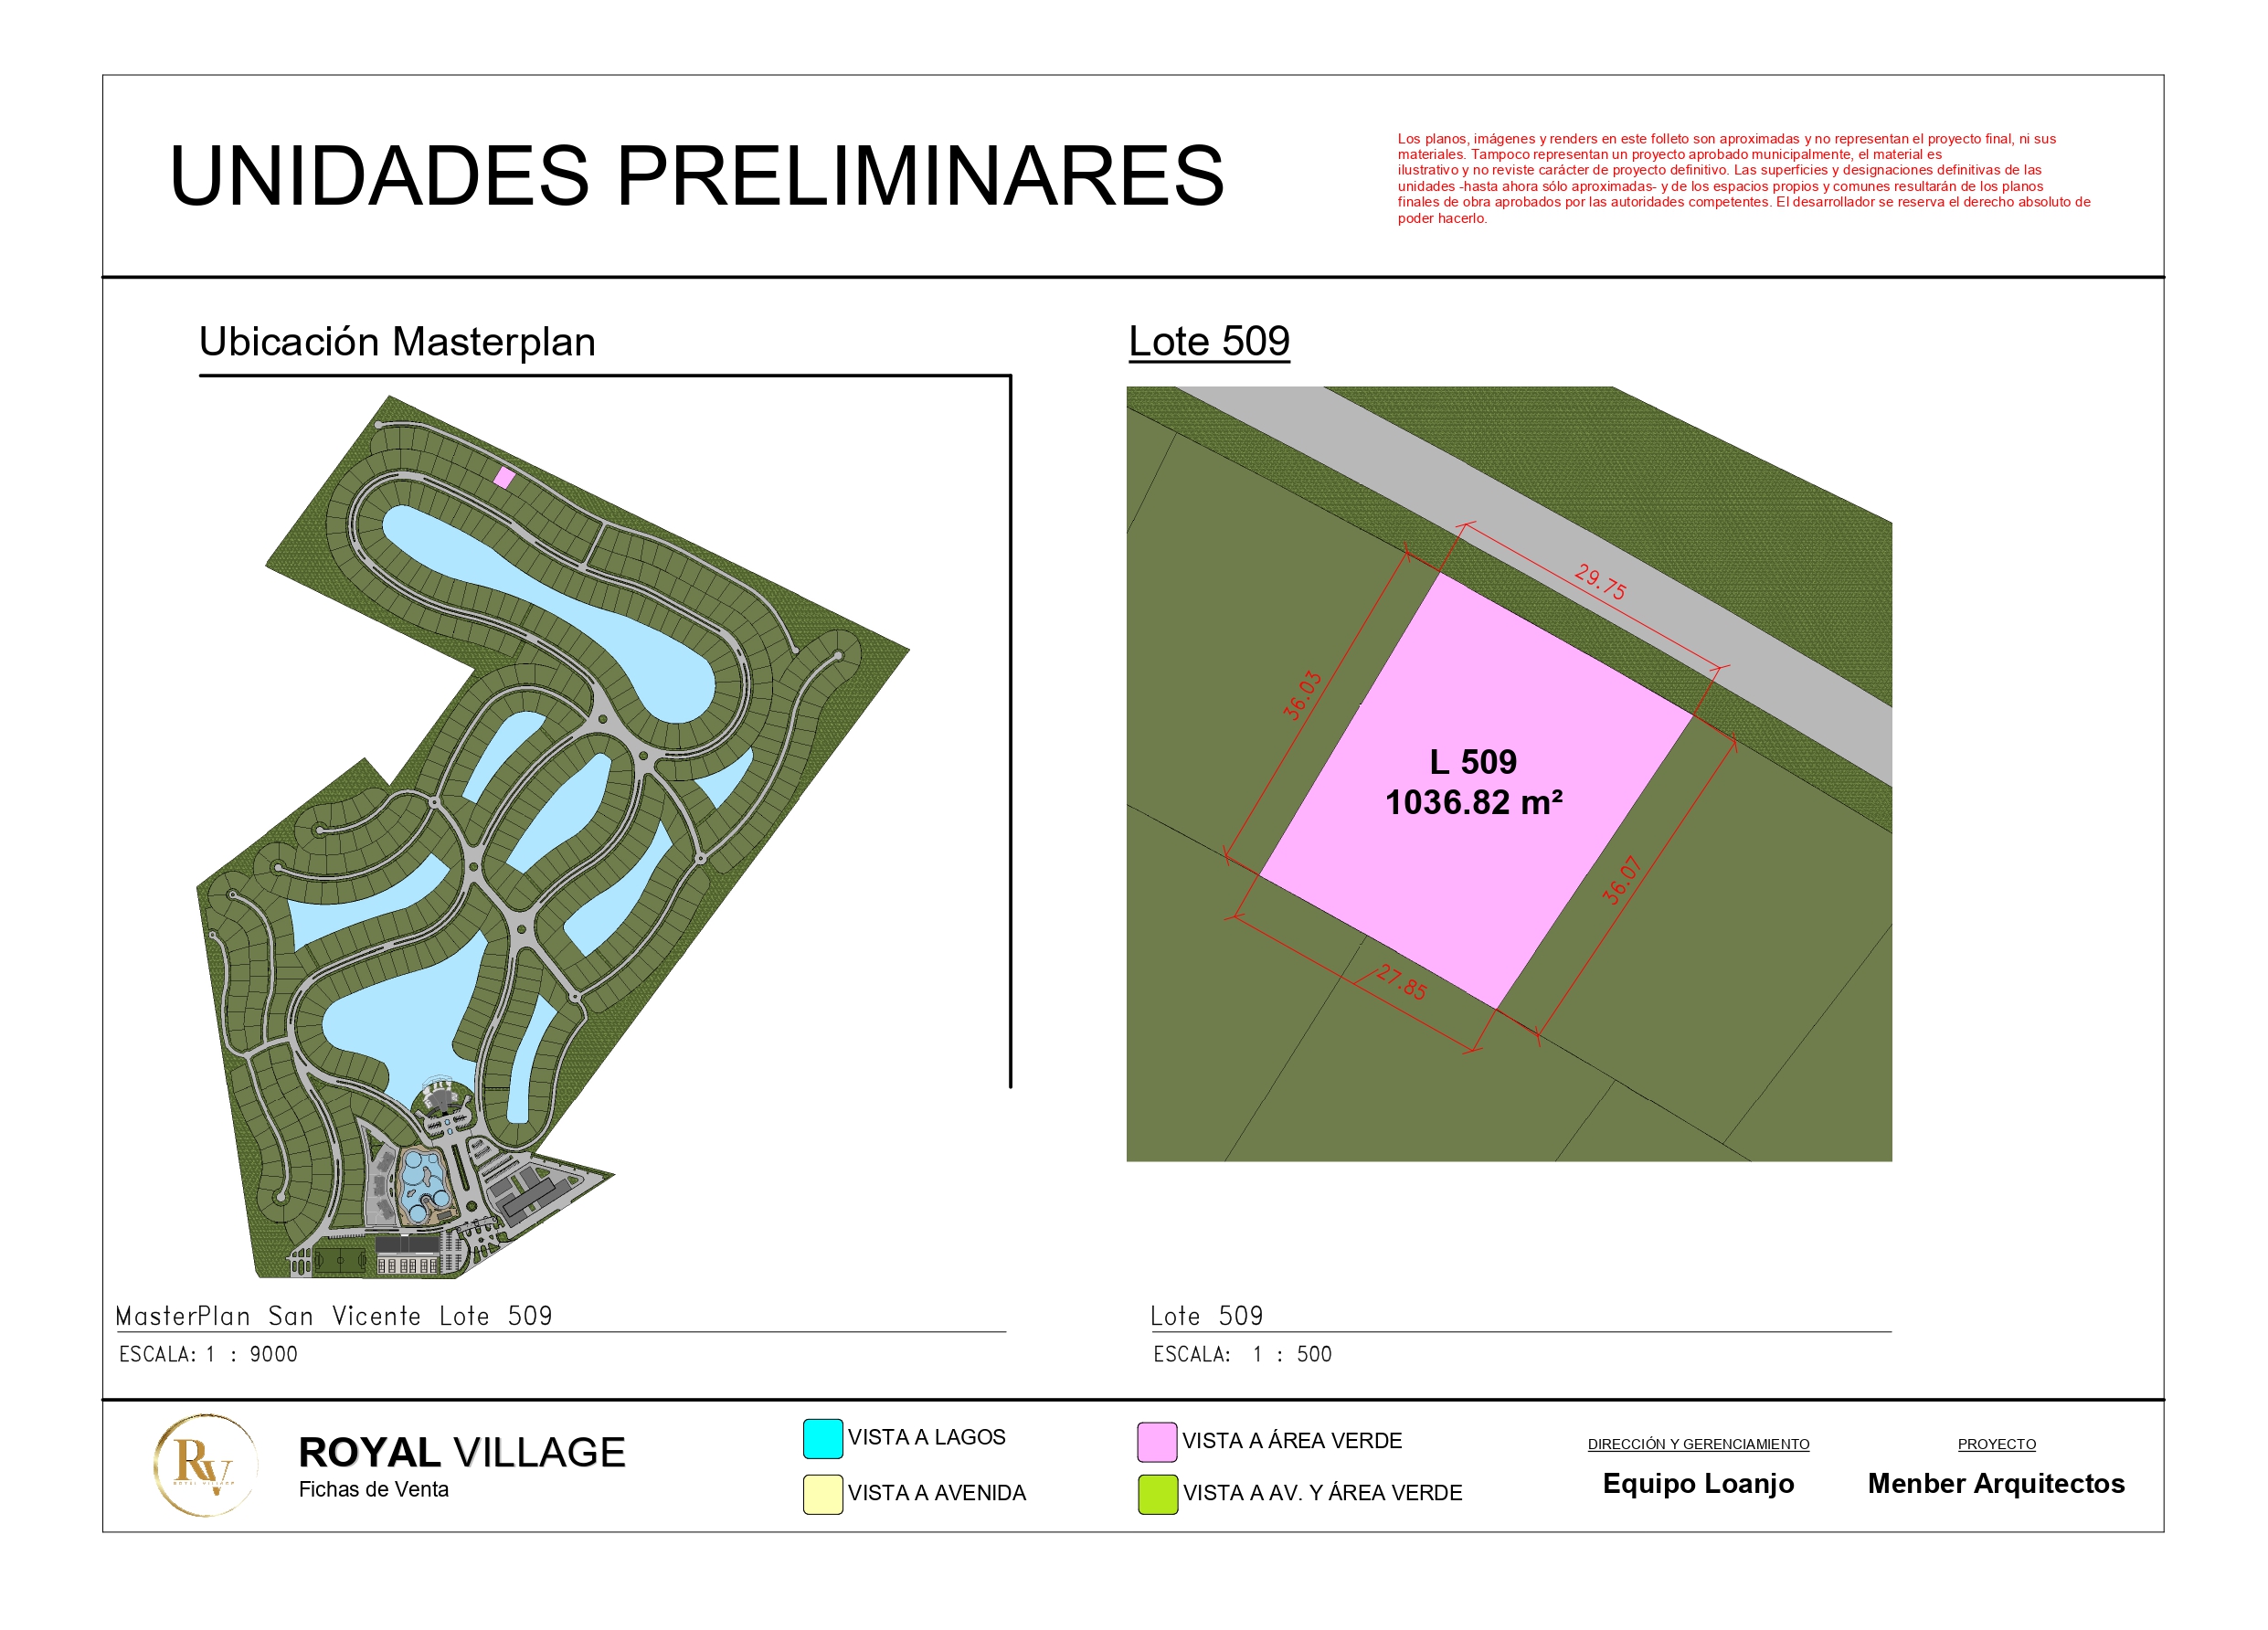 UNIDADES PRELIMINARES
Los planos, imágenes y renders en este folleto son aproximadas y no representan el proyecto final, ni sus
materiales. Tampoco representan un proyecto aprobado municipalmente, el material es
ilustrativo y no reviste carácter de proyecto definitivo. Las superficies y designaciones definitivas de las
unidades -hasta ahora sólo aproximadas- y de los espacios propios y comunes resultarán de los planos
finales de obra aprobados por las autoridades competentes. El desarrollador se reserva el derecho absoluto de
poder hacerlo.
Ubicación Masterplan
Lote 509
29.75
36.03
L 509
1036.82 m²
36.07
27.85
MasterPlan San Vicente Lote 509
ESCALA: 1 : 9000
Lote 509
ESCALA: 1 : 500
RV
ROYAL VILLAGE
ROYAL VILLAGE
Fichas de Venta
VISTA A LAGOS
VISTA A AVENIDA
VISTA A ÁREA VERDE
VISTA A AV. Y ÁREA VERDE
DIRECCIÓN Y GERENCIAMIENTO
Equipo Loanjo
PROYECTO
Menber Arquitectos